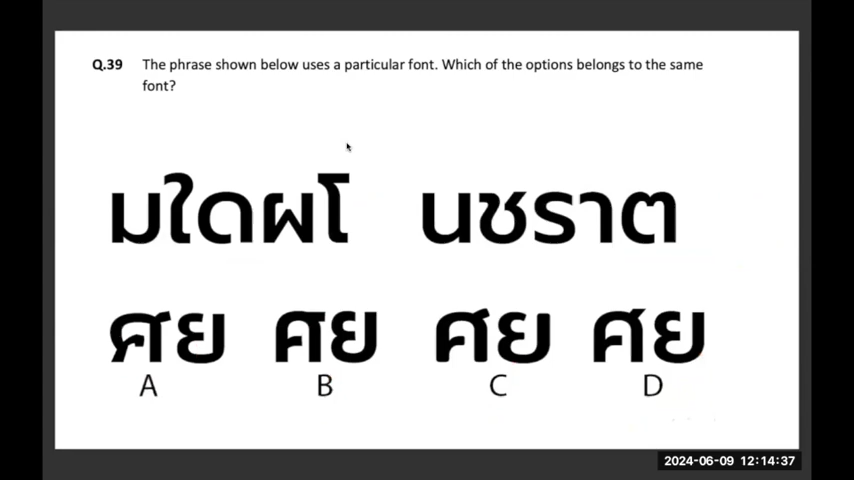 Q.39 The phrase shown below uses a particular font. Which of the options belongs to the same
font?
มใดผโ นชราต
ศย ศย ศย ศย
A B C D
2024-06-09 12:14:37